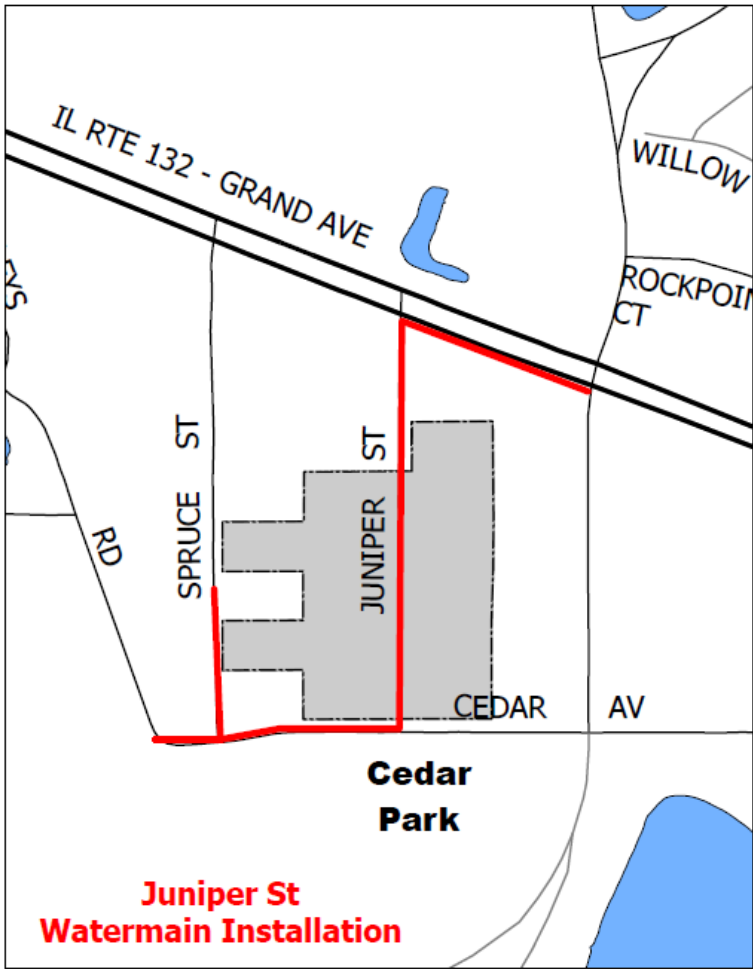 IL RTE 132 - GRAND AVE
WILLOW
ROCKPOIN
CT
EYS
RD
SPRUCE ST
JUNIPER ST
CEDAR AV
Cedar
Park
Juniper St
Watermain Installation